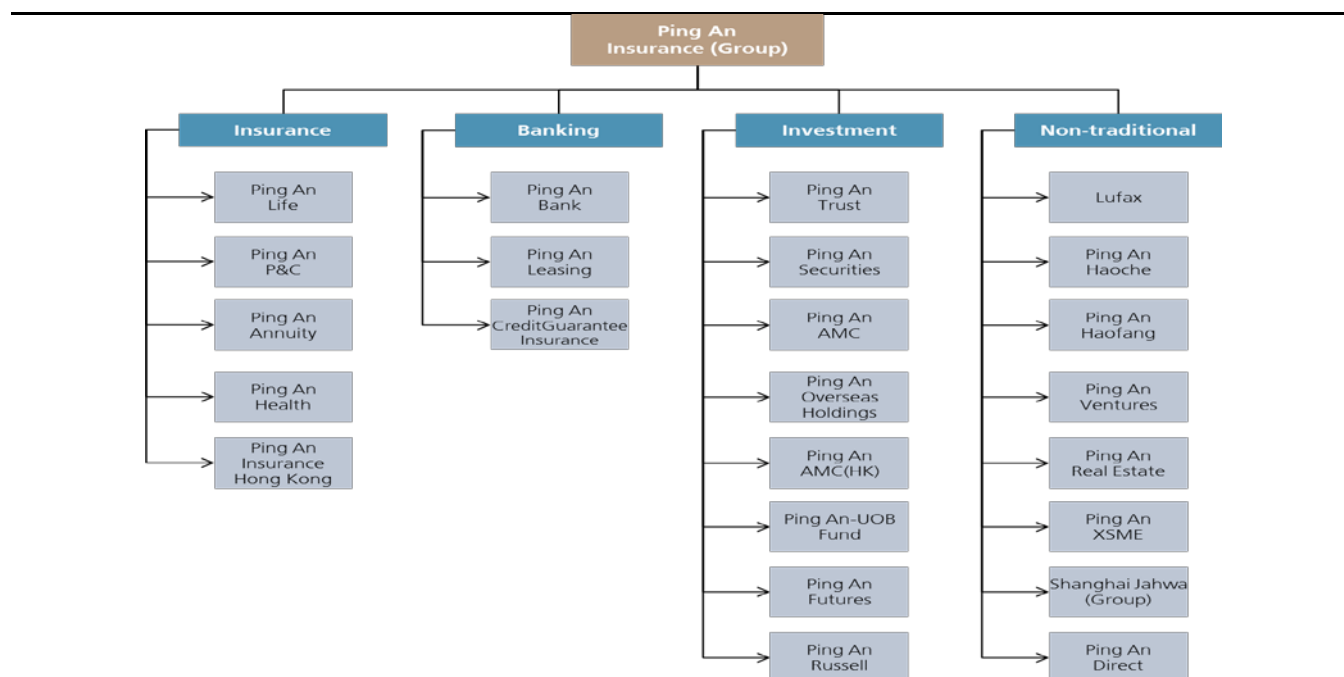 Ping An
Insurance (Group)
Insurance
Banking
Investment
Non-traditional
Ping An
Life
Ping An
P&C
Ping An
Annuity
Ping An
Health
Ping An
Insurance
Hong Kong
Ping An
Bank
Ping An
Leasing
Ping An
CreditGuarantee
Insurance
Ping An
Trust
Ping An
Securities
Ping An
AMC
Ping An
Overseas
Holdings
Ping An
AMC(HK)
Ping An-UOB
Fund
Ping An
Futures
Ping An
Russell
Lufax
Ping An
Haoche
Ping An
Haofang
Ping An
Ventures
Ping An
Real Estate
Ping An
XSME
Shanghai Jahwa
(Group)
Ping An
Direct